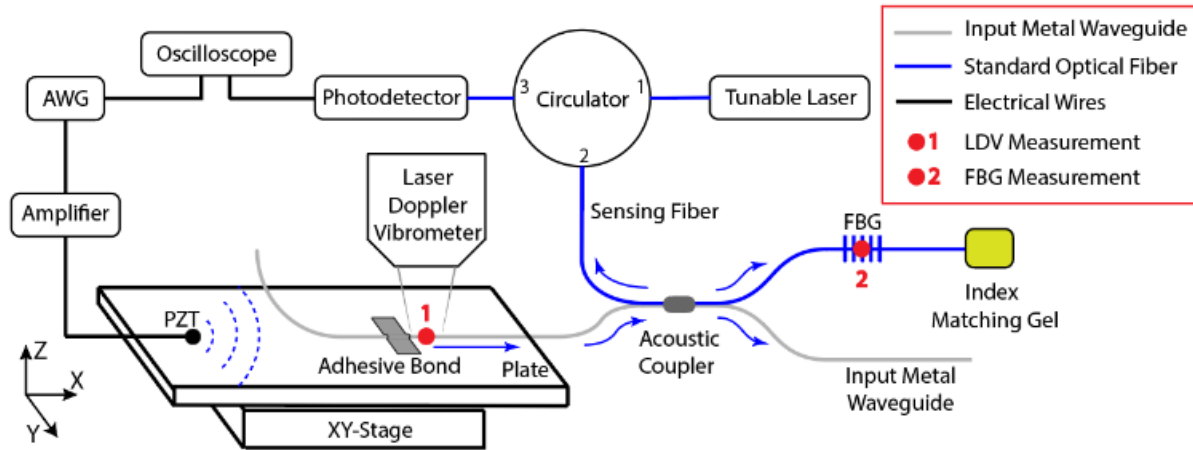 Oscilloscope
AWG
Photodetector
3
Circulator
1
2
Tunable Laser
Input Metal Waveguide
Standard Optical Fiber
Electrical Wires
1 LDV Measurement
2 FBG Measurement
Amplifier
Laser
Doppler
Vibrometer
Sensing Fiber
FBG
2
Index
Matching Gel
PZT
1
Adhesive Bond
Plate
Acoustic
Coupler
Input Metal
Waveguide
Z
X
Y
XY-Stage